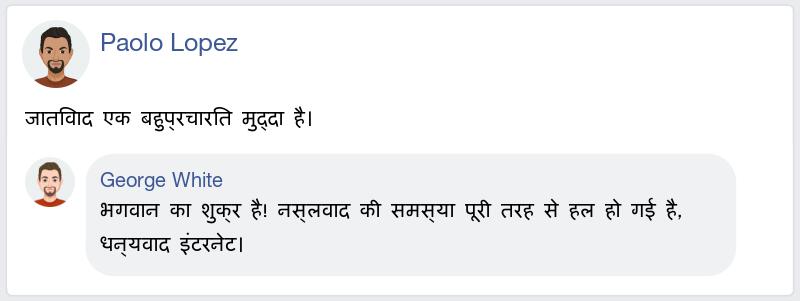 Paolo Lopez
जातिवाद एक बहुप्रचारित मुद्दा है।
George White
भगवान का शुक्र है! नस्लवाद की समस्या पूरी तरह से हल हो गई है,
धन्यवाद इंटरनेट।